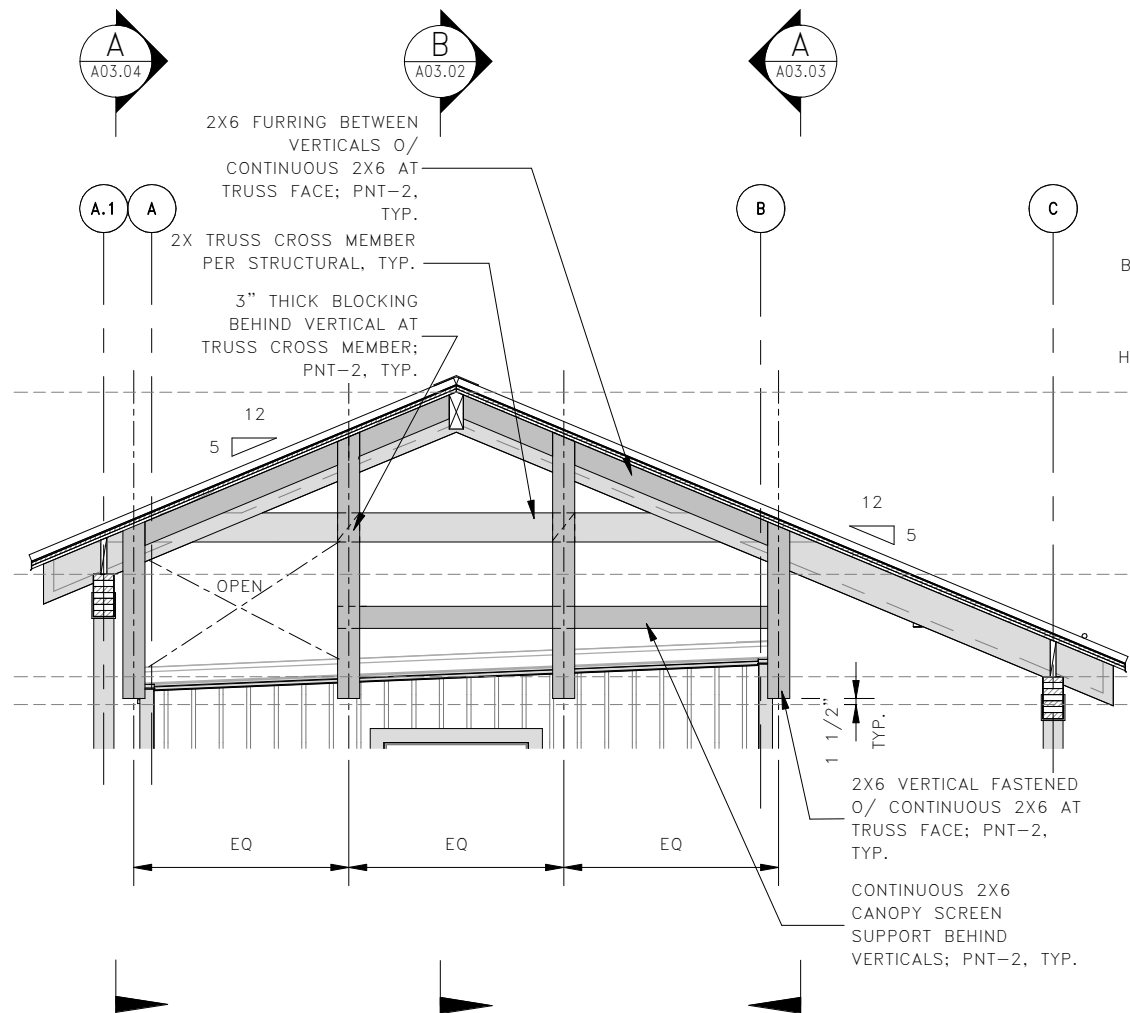 A
A03.04
B
A03.02
A
A03.03
2X6 FURRING BETWEEN
VERTICALS O/
CONTINUOUS 2X6 AT
TRUSS FACE; PNT-2,
TYP.
A.1
A
B
C
2X TRUSS CROSS MEMBER
PER STRUCTURAL, TYP.
B
3" THICK BLOCKING
BEHIND VERTICAL AT
TRUSS CROSS MEMBER;
PNT-2, TYP.
H
12
5
12
5
OPEN
1 1/2"
TYP.
2X6 VERTICAL FASTENED
O/ CONTINUOUS 2X6 AT
TRUSS FACE; PNT-2,
TYP.
EQ
EQ
EQ
CONTINUOUS 2X6
CANOPY SCREEN
SUPPORT BEHIND
VERTICALS; PNT-2, TYP.